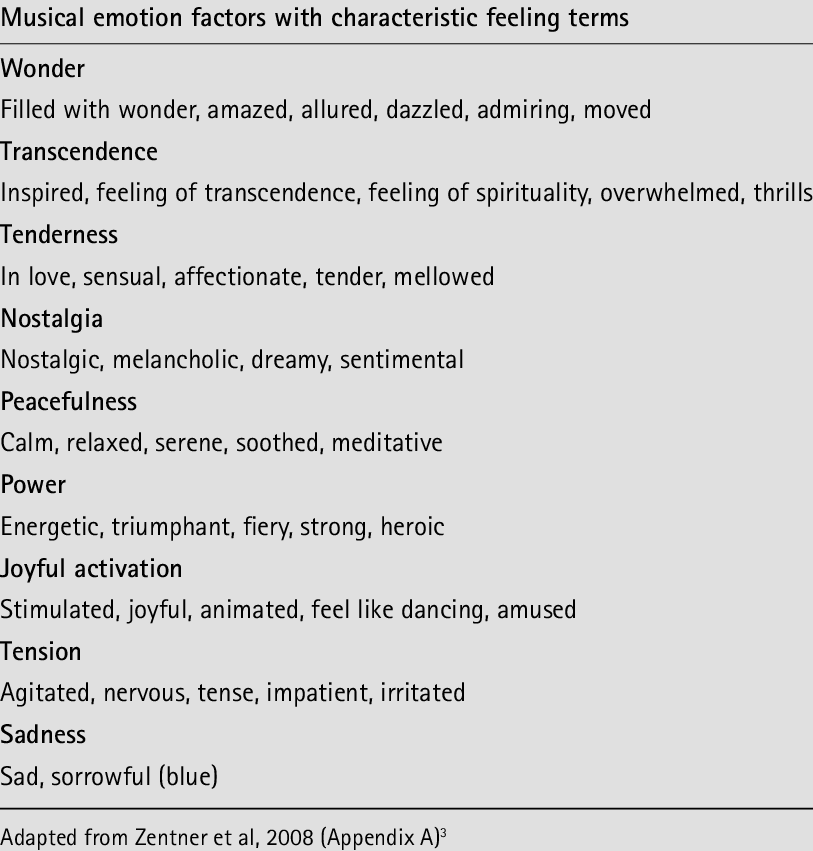 Musical emotion factors with characteristic feeling terms
Wonder
Filled with wonder, amazed, allured, dazzled, admiring, moved
Transcendence
Inspired, feeling of transcendence, feeling of spirituality, overwhelmed, thrills
Tenderness
In love, sensual, affectionate, tender, mellowed
Nostalgia
Nostalgic, melancholic, dreamy, sentimental
Peacefulness
Calm, relaxed, serene, soothed, meditative
Power
Energetic, triumphant, fiery, strong, heroic
Joyful activation
Stimulated, joyful, animated, feel like dancing, amused
Tension
Agitated, nervous, tense, impatient, irritated
Sadness
Sad, sorrowful (blue)
Adapted from Zentner et al, 2008 (Appendix A)³